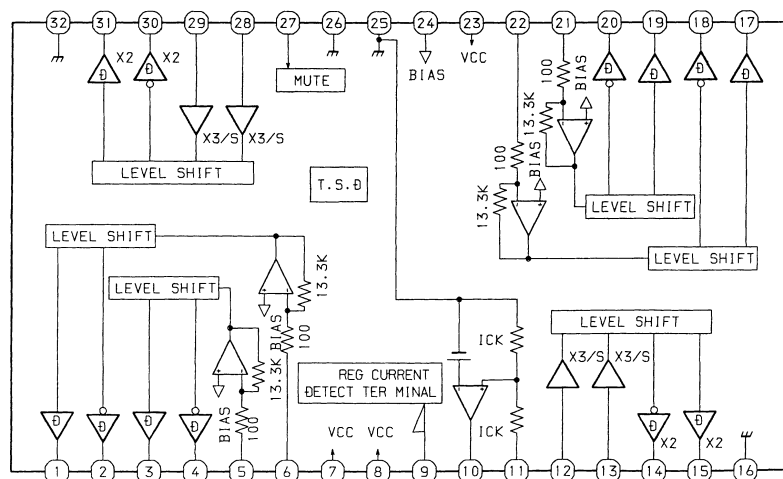 32 31 30 29 28 27 26 25 24 23 22 21 20 19 18 17
X2 X2
BIAS VCC
MUTE
100 BIAS
13.3K
X3/S X3/S
LEVEL SHIFT
T.S.Đ
100 BIAS
13.3K
LEVEL SHIFT
LEVEL SHIFT
LEVEL SHIFT
LEVEL SHIFT
13.3K
BIAS 100
13.3K
BIAS 100
REG CURRENT
ĐETECT TER MINAL
VCC VCC
ICK
ICK
LEVEL SHIFT
X3/S X3/S
X2 X2
Đ Đ Đ Đ Đ Đ Đ Đ Đ Đ Đ Đ
1 2 3 4 5 6 7 8 9 10 11 12 13 14 15 16